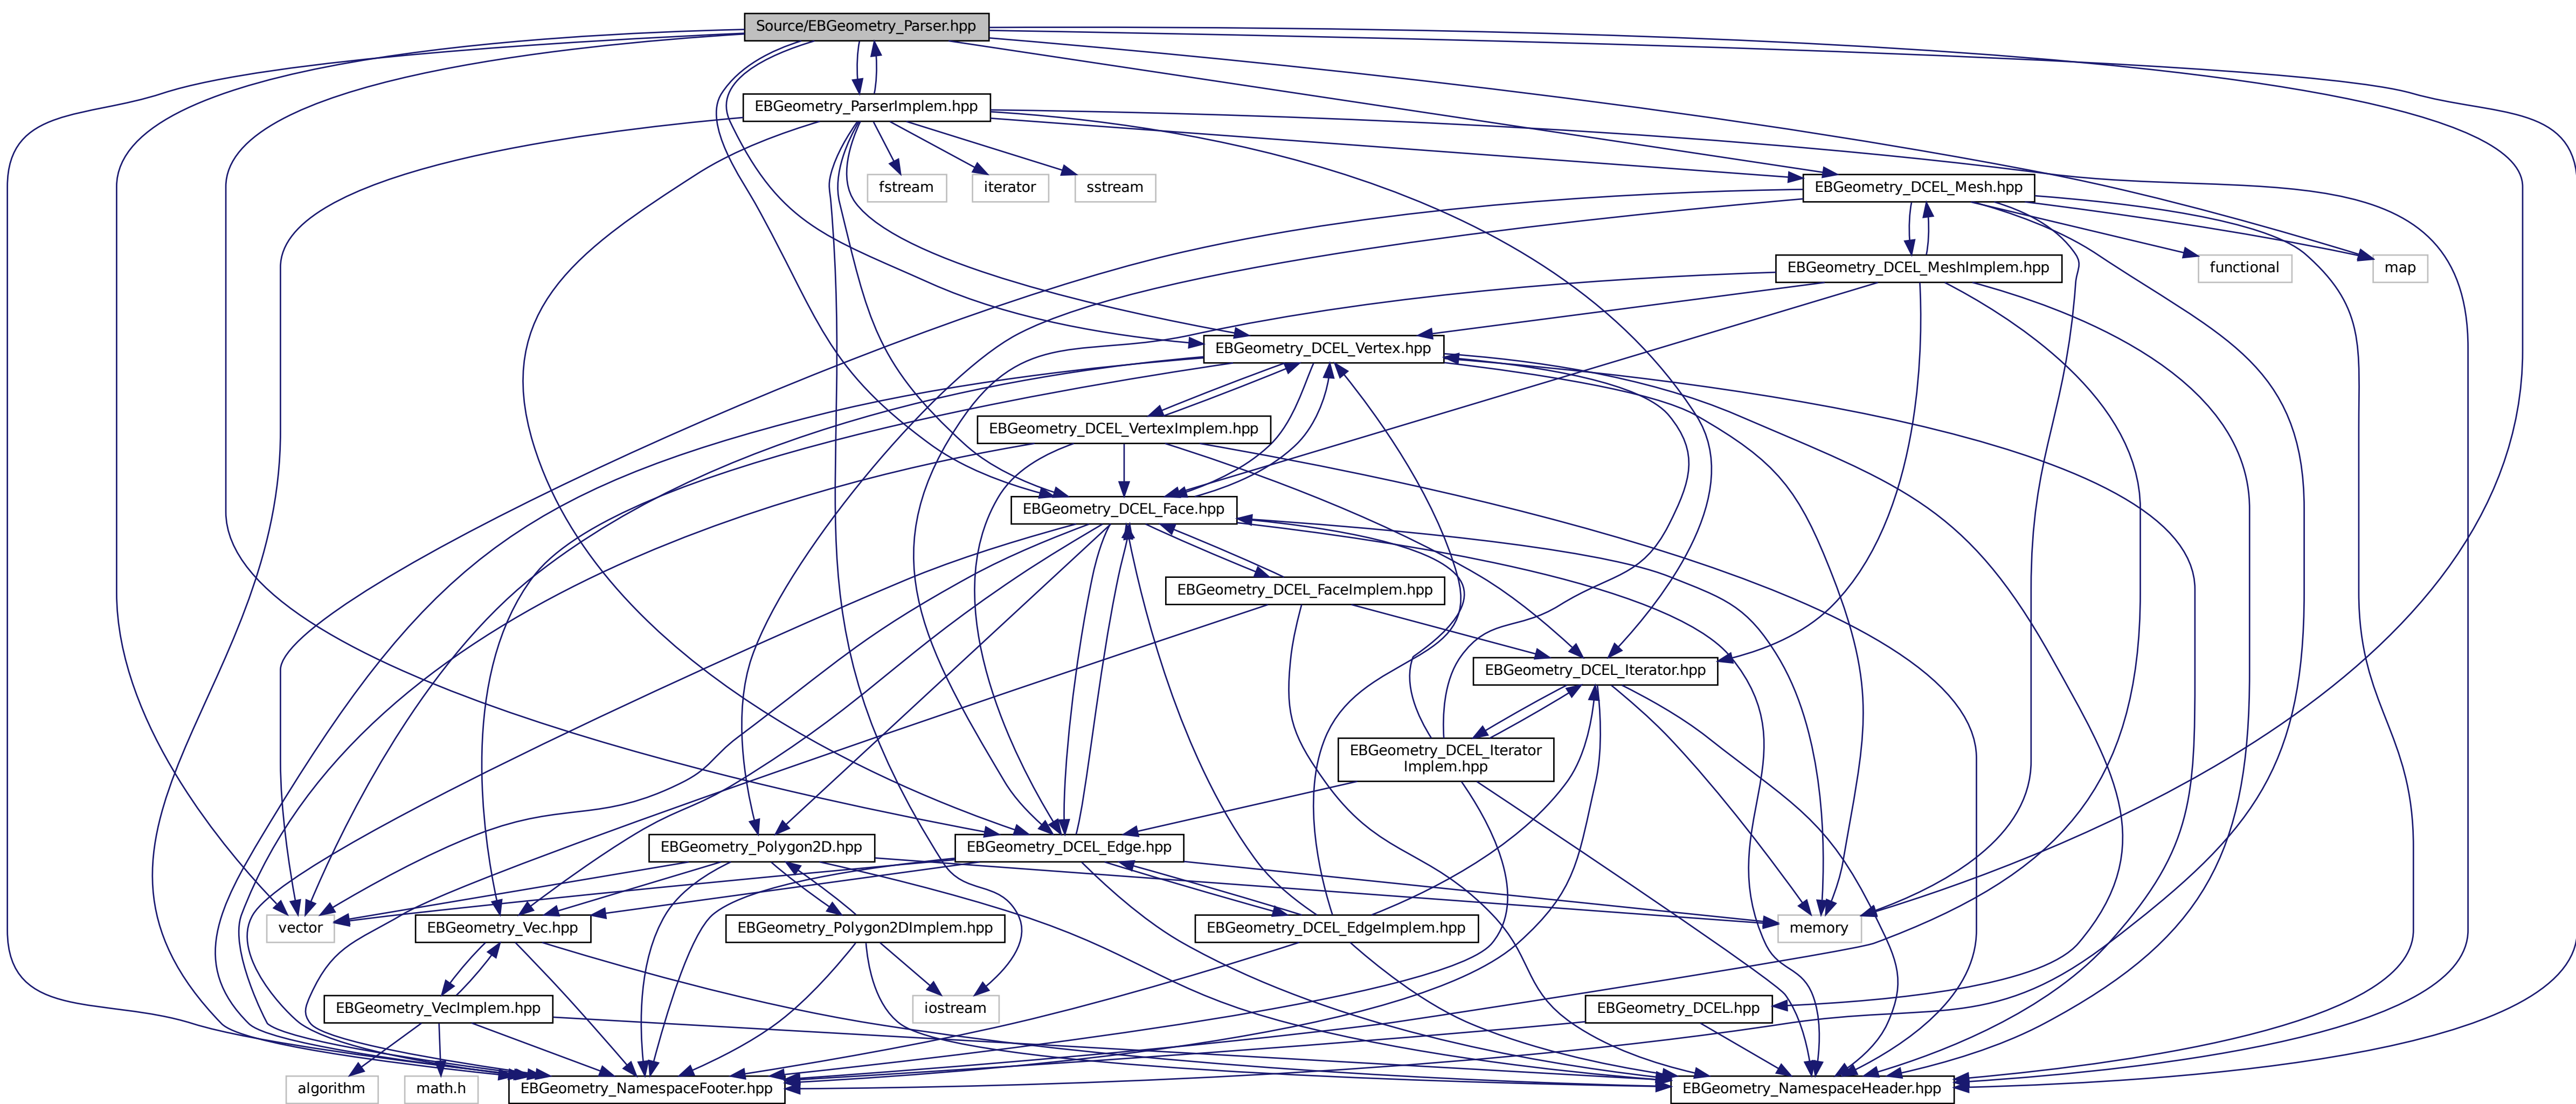 Source/EBGeometry_Parser.hpp
EBGeometry_ParserImplem.hpp
fstream
iterator
sstream
EBGeometry_DCEL_Mesh.hpp
EBGeometry_DCEL_MeshImplem.hpp
functional
map
EBGeometry_DCEL_Vertex.hpp
EBGeometry_DCEL_VertexImplem.hpp
EBGeometry_DCEL_Face.hpp
EBGeometry_DCEL_FaceImplem.hpp
EBGeometry_DCEL_Iterator.hpp
EBGeometry_DCEL_Iterator
Implem.hpp
EBGeometry_Polygon2D.hpp
EBGeometry_DCEL_Edge.hpp
vector
EBGeometry_Vec.hpp
EBGeometry_Polygon2DImplem.hpp
EBGeometry_DCEL_EdgeImplem.hpp
memory
EBGeometry_VecImplem.hpp
iostream
EBGeometry_DCEL.hpp
algorithm
math.h
EBGeometry_NamespaceFooter.hpp
EBGeometry_NamespaceHeader.hpp